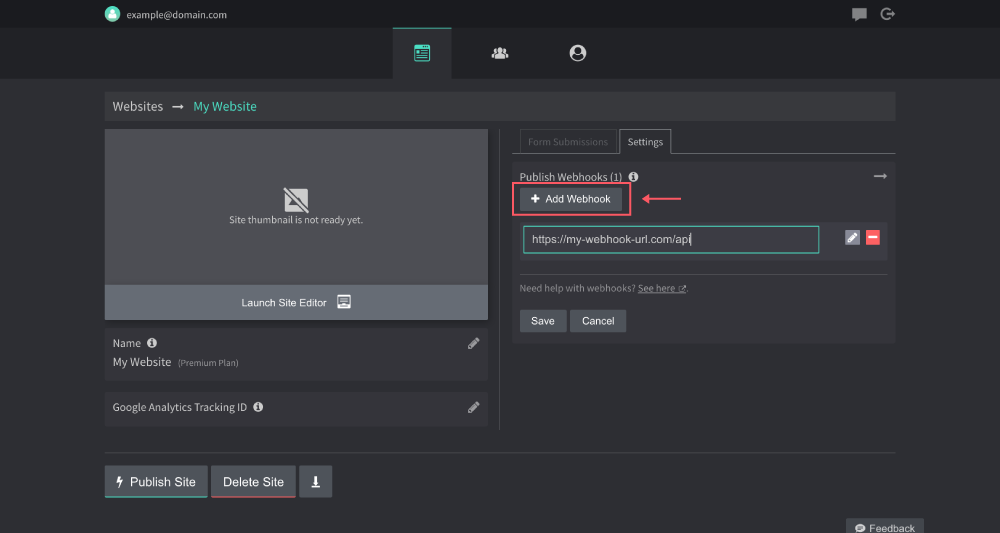 example@domain.com
Websites → My Website
Site thumbnail is not ready yet.
Launch Site Editor
Name
My Website (Premium Plan)
Google Analytics Tracking ID
Form Submissions
Settings
Publish Webhooks (1)
+ Add Webhook
https://my-webhook-url.com/api
Need help with webhooks? See here.
Save
Cancel
Publish Site
Delete Site
Feedback